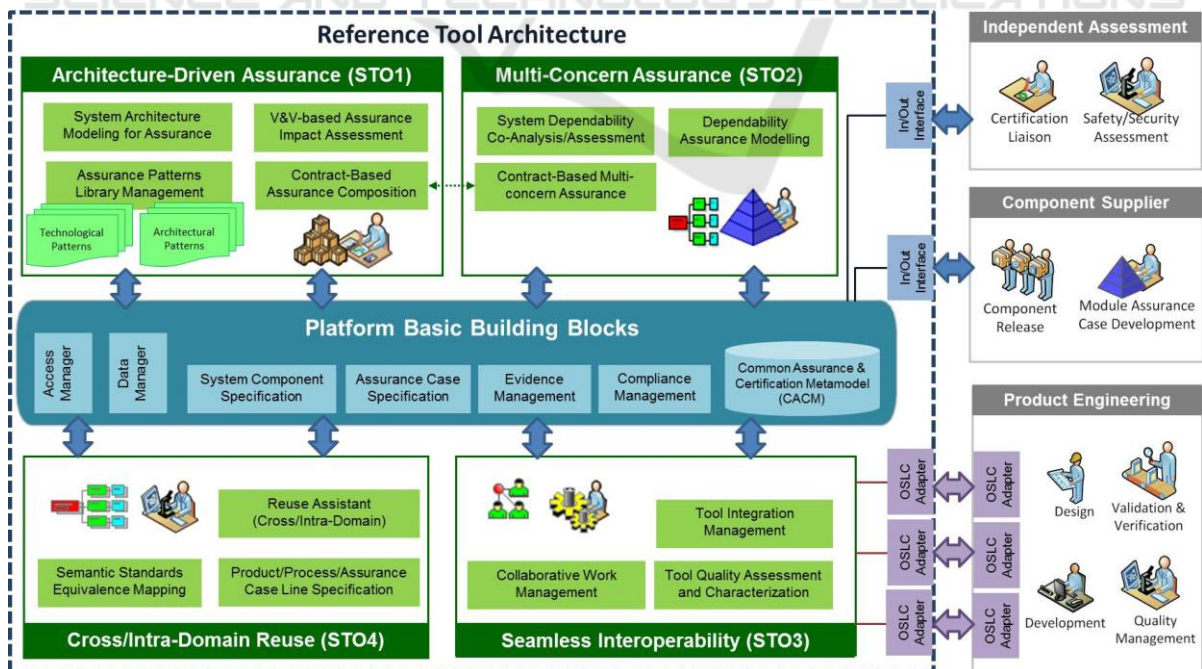 SCIENCE AND TECHNOLOGY PUBLICATIONS
Reference Tool Architecture
Architecture-Driven Assurance (STO1)
System Architecture
Modeling for Assurance
V&V-based Assurance
Impact Assessment
Assurance Patterns
Library Management
Contract-Based
Assurance Composition
Technological
Patterns
Architectural
Patterns
Multi-Concern Assurance (STO2)
System Dependability
Co-Analysis/Assessment
Dependability
Assurance Modelling
Contract-Based Multi-
concern Assurance
In/Out
Interface
In/Out
Interface
Independent Assessment
Certification
Liaison
Safety/Security
Assessment
Component Supplier
Component
Release
Module Assurance
Case Development
Platform Basic Building Blocks
Access
Manager
Data
Manager
System Component
Specification
Assurance Case
Specification
Evidence
Management
Compliance
Management
Common Assurance &
Certification Metamodel
(CACM)
Reuse Assistant
(Cross/Intra-Domain)
Semantic Standards
Equivalence Mapping
Product/Process/Assurance
Case Line Specification
Cross/Intra-Domain Reuse (STO4)
Tool Integration
Management
Collaborative Work
Management
Tool Quality Assessment
and Characterization
Seamless Interoperability (STO3)
OSLC
Adapter
OSLC
Adapter
OSLC
Adapter
OSLC
Adapter
OSLC
Adapter
OSLC
Adapter
Product Engineering
Design
Validation &
Verification
Development
Quality
Management